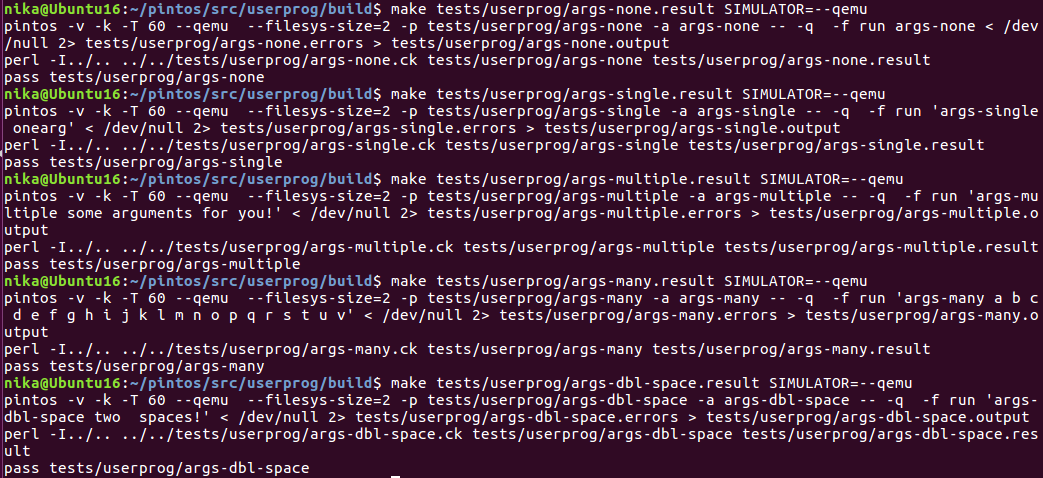 nika@Ubuntu16:~/pintos/src/userprog/build$ make tests/userprog/args-none.result SIMULATOR=--qemu
pintos -v -k -T 60 --qemu  --filesys-size=2 -p tests/userprog/args-none -a args-none -- -q  -f run args-none < /dev
/null 2> tests/userprog/args-none.errors > tests/userprog/args-none.output
perl -I../.. ../../tests/userprog/args-none.ck tests/userprog/args-none tests/userprog/args-none.result
pass tests/userprog/args-none
nika@Ubuntu16:~/pintos/src/userprog/build$ make tests/userprog/args-single.result SIMULATOR=--qemu
pintos -v -k -T 60 --qemu  --filesys-size=2 -p tests/userprog/args-single -a args-single -- -q  -f run 'args-single
 onearg' < /dev/null 2> tests/userprog/args-single.errors > tests/userprog/args-single.output
perl -I../.. ../../tests/userprog/args-single.ck tests/userprog/args-single tests/userprog/args-single.result
pass tests/userprog/args-single
nika@Ubuntu16:~/pintos/src/userprog/build$ make tests/userprog/args-multiple.result SIMULATOR=--qemu
pintos -v -k -T 60 --qemu  --filesys-size=2 -p tests/userprog/args-multiple -a args-multiple -- -q  -f run 'args-mu
ltiple some arguments for you!' < /dev/null 2> tests/userprog/args-multiple.errors > tests/userprog/args-multiple.o
utput
perl -I../.. ../../tests/userprog/args-multiple.ck tests/userprog/args-multiple tests/userprog/args-multiple.result
pass tests/userprog/args-multiple
nika@Ubuntu16:~/pintos/src/userprog/build$ make tests/userprog/args-many.result SIMULATOR=--qemu
pintos -v -k -T 60 --qemu  --filesys-size=2 -p tests/userprog/args-many -a args-many -- -q  -f run 'args-many a b c
 d e f g h i j k l m n o p q r s t u v' < /dev/null 2> tests/userprog/args-many.errors > tests/userprog/args-many.o
utput
perl -I../.. ../../tests/userprog/args-many.ck tests/userprog/args-many tests/userprog/args-many.result
pass tests/userprog/args-many
nika@Ubuntu16:~/pintos/src/userprog/build$ make tests/userprog/args-dbl-space.result SIMULATOR=--qemu
pintos -v -k -T 60 --qemu  --filesys-size=2 -p tests/userprog/args-dbl-space -a args-dbl-space -- -q  -f run 'args-
dbl-space two  spaces!' < /dev/null 2> tests/userprog/args-dbl-space.errors > tests/userprog/args-dbl-space.output
perl -I../.. ../../tests/userprog/args-dbl-space.ck tests/userprog/args-dbl-space tests/userprog/args-dbl-space.res
ult
pass tests/userprog/args-dbl-space